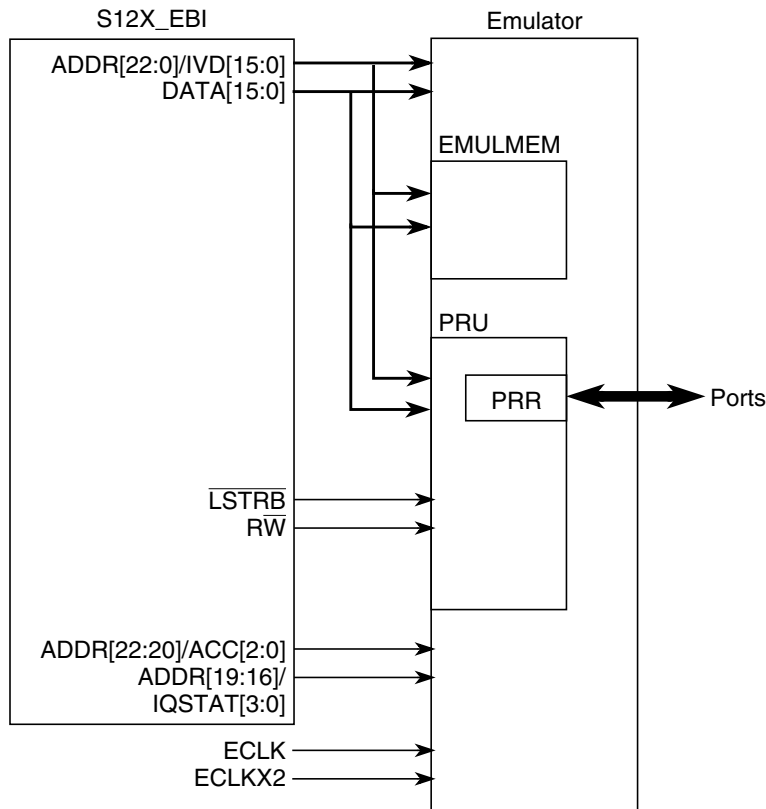 S12X_EBI
Emulator
ADDR[22:0]/IVD[15:0]
DATA[15:0]
EMULMEM
PRU
PRR
Ports
LSTRB
RW
ADDR[22:20]/ACC[2:0]
ADDR[19:16]/
IQSTAT[3:0]
ECLK
ECLKX2